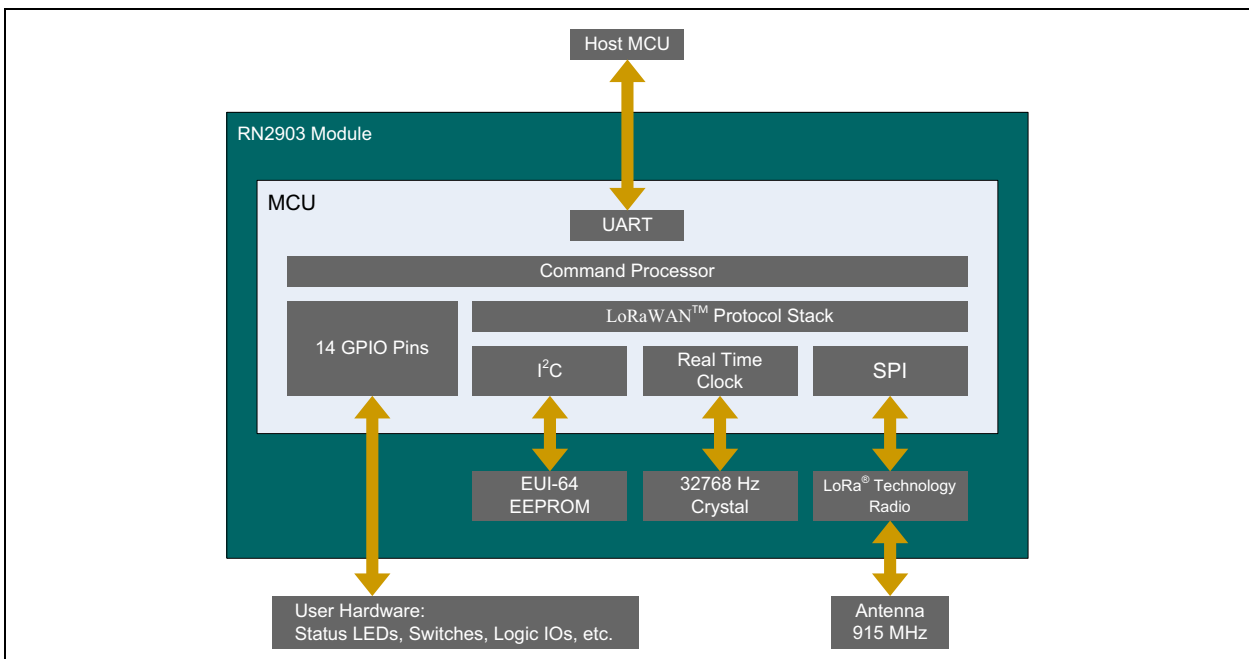 Host MCU
RN2903 Module
MCU
UART
Command Processor
14 GPIO Pins
LoRaWAN™ Protocol Stack
I²C
Real Time
Clock
SPI
EUI-64
EEPROM
32768 Hz
Crystal
LoRa® Technology
Radio
User Hardware:
Status LEDs, Switches, Logic IOs, etc.
Antenna
915 MHz